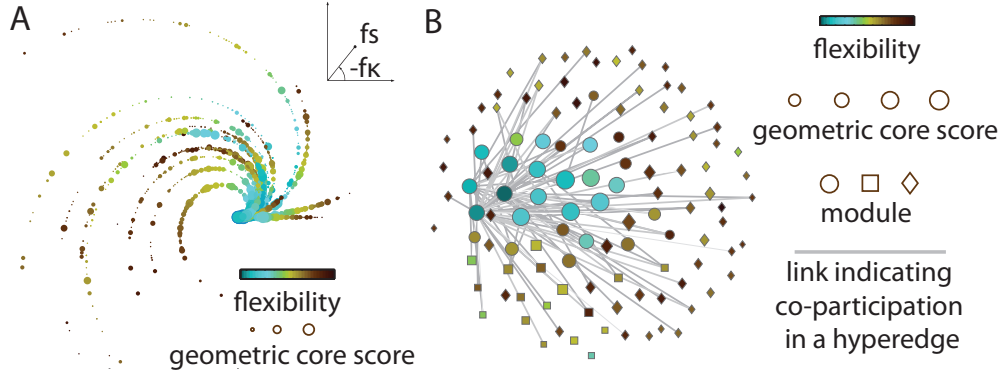 A
fs
-fκ
flexibility
geometric core score
B
flexibility
geometric core score
module
link indicating
co-participation
in a hyperedge